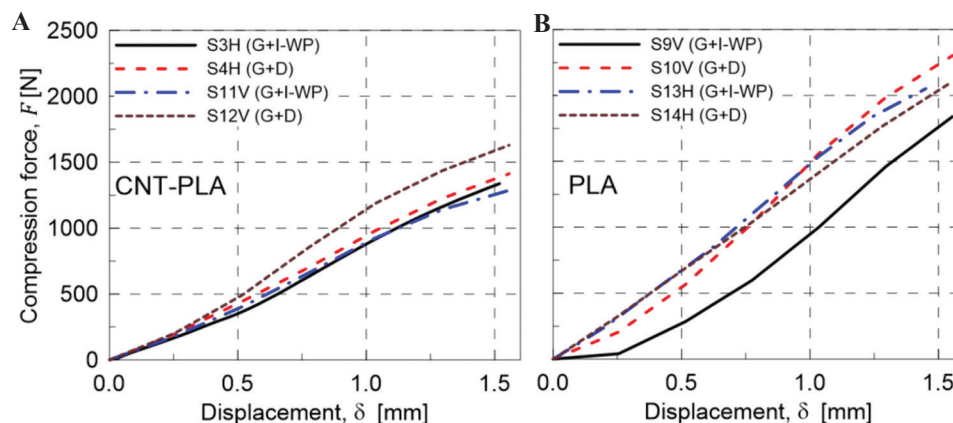 A
B
2500
2000
1500
1000
500
0
Compression force, F [N]
S3H (G+I-WP)
S4H (G+D)
S11V (G+I-WP)
S12V (G+D)
CNT-PLA
0.0 0.5 1.0 1.5
Displacement, δ [mm]
S9V (G+I-WP)
S10V (G+D)
S13H (G+I-WP)
S14H (G+D)
PLA
0.0 0.5 1.0 1.5
Displacement, δ [mm]